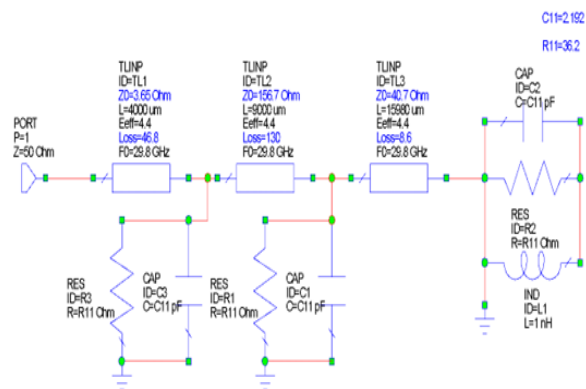 C11=2.192
R11=36.2
TLINP
ID=TL1
Z0=3.65 Ohm
L=4000 um
Eeff=4.4
Loss=46.8
F0=29.8 GHz
TLINP
ID=TL2
Z0=156.7 Ohm
L=9000 um
Eeff=4.4
Loss=130
F0=29.8 GHz
TLINP
ID=TL3
Z0=40.7 Ohm
L=15980 um
Eeff=4.4
Loss=8.6
F0=29.8 GHz
CAP
ID=C2
C=C11 pF
PORT
P=1
Z=50 Ohm
RES
ID=R2
R=R11 Ohm
IND
ID=L1
L=1 nH
RES
ID=R3
R=R11 Ohm
CAP
ID=C3
C=C11 pF
RES
ID=R1
R=R11 Ohm
CAP
ID=C1
C=C11 pF